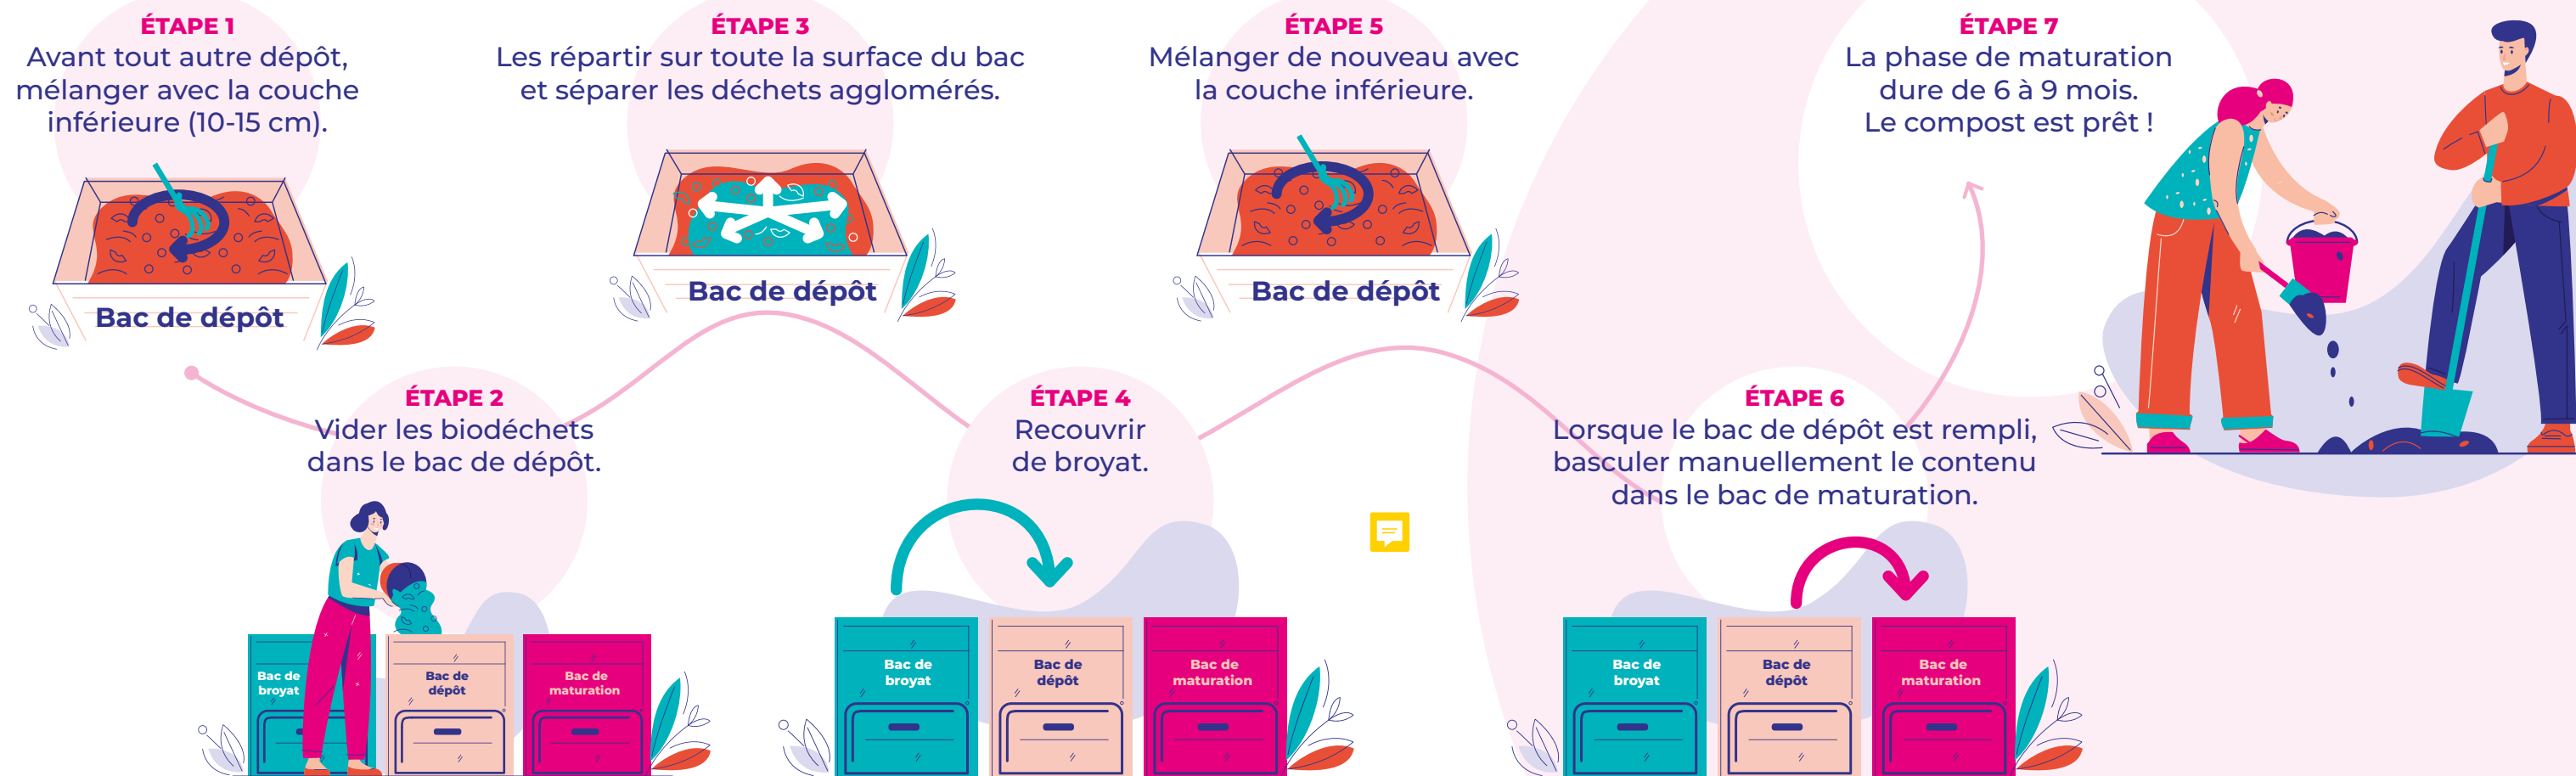 ÉTAPE 1
Avant tout autre dépôt,
mélanger avec la couche
inférieure (10-15 cm).
Bac de dépôt
ÉTAPE 2
Vider les biodéchets
dans le bac de dépôt.
Bac de
broyat
Bac de
dépôt
Bac de
maturation
ÉTAPE 3
Les répartir sur toute la surface du bac
et séparer les déchets agglomérés.
Bac de dépôt
ÉTAPE 4
Recouvrir
de broyat.
Bac de
broyat
Bac de
dépôt
Bac de
maturation
ÉTAPE 5
Mélanger de nouveau avec
la couche inférieure.
Bac de dépôt
ÉTAPE 6
Lorsque le bac de dépôt est rempli,
basculer manuellement le contenu
dans le bac de maturation.
Bac de
broyat
Bac de
dépôt
Bac de
maturation
ÉTAPE 7
La phase de maturation
dure de 6 à 9 mois.
Le compost est prêt !